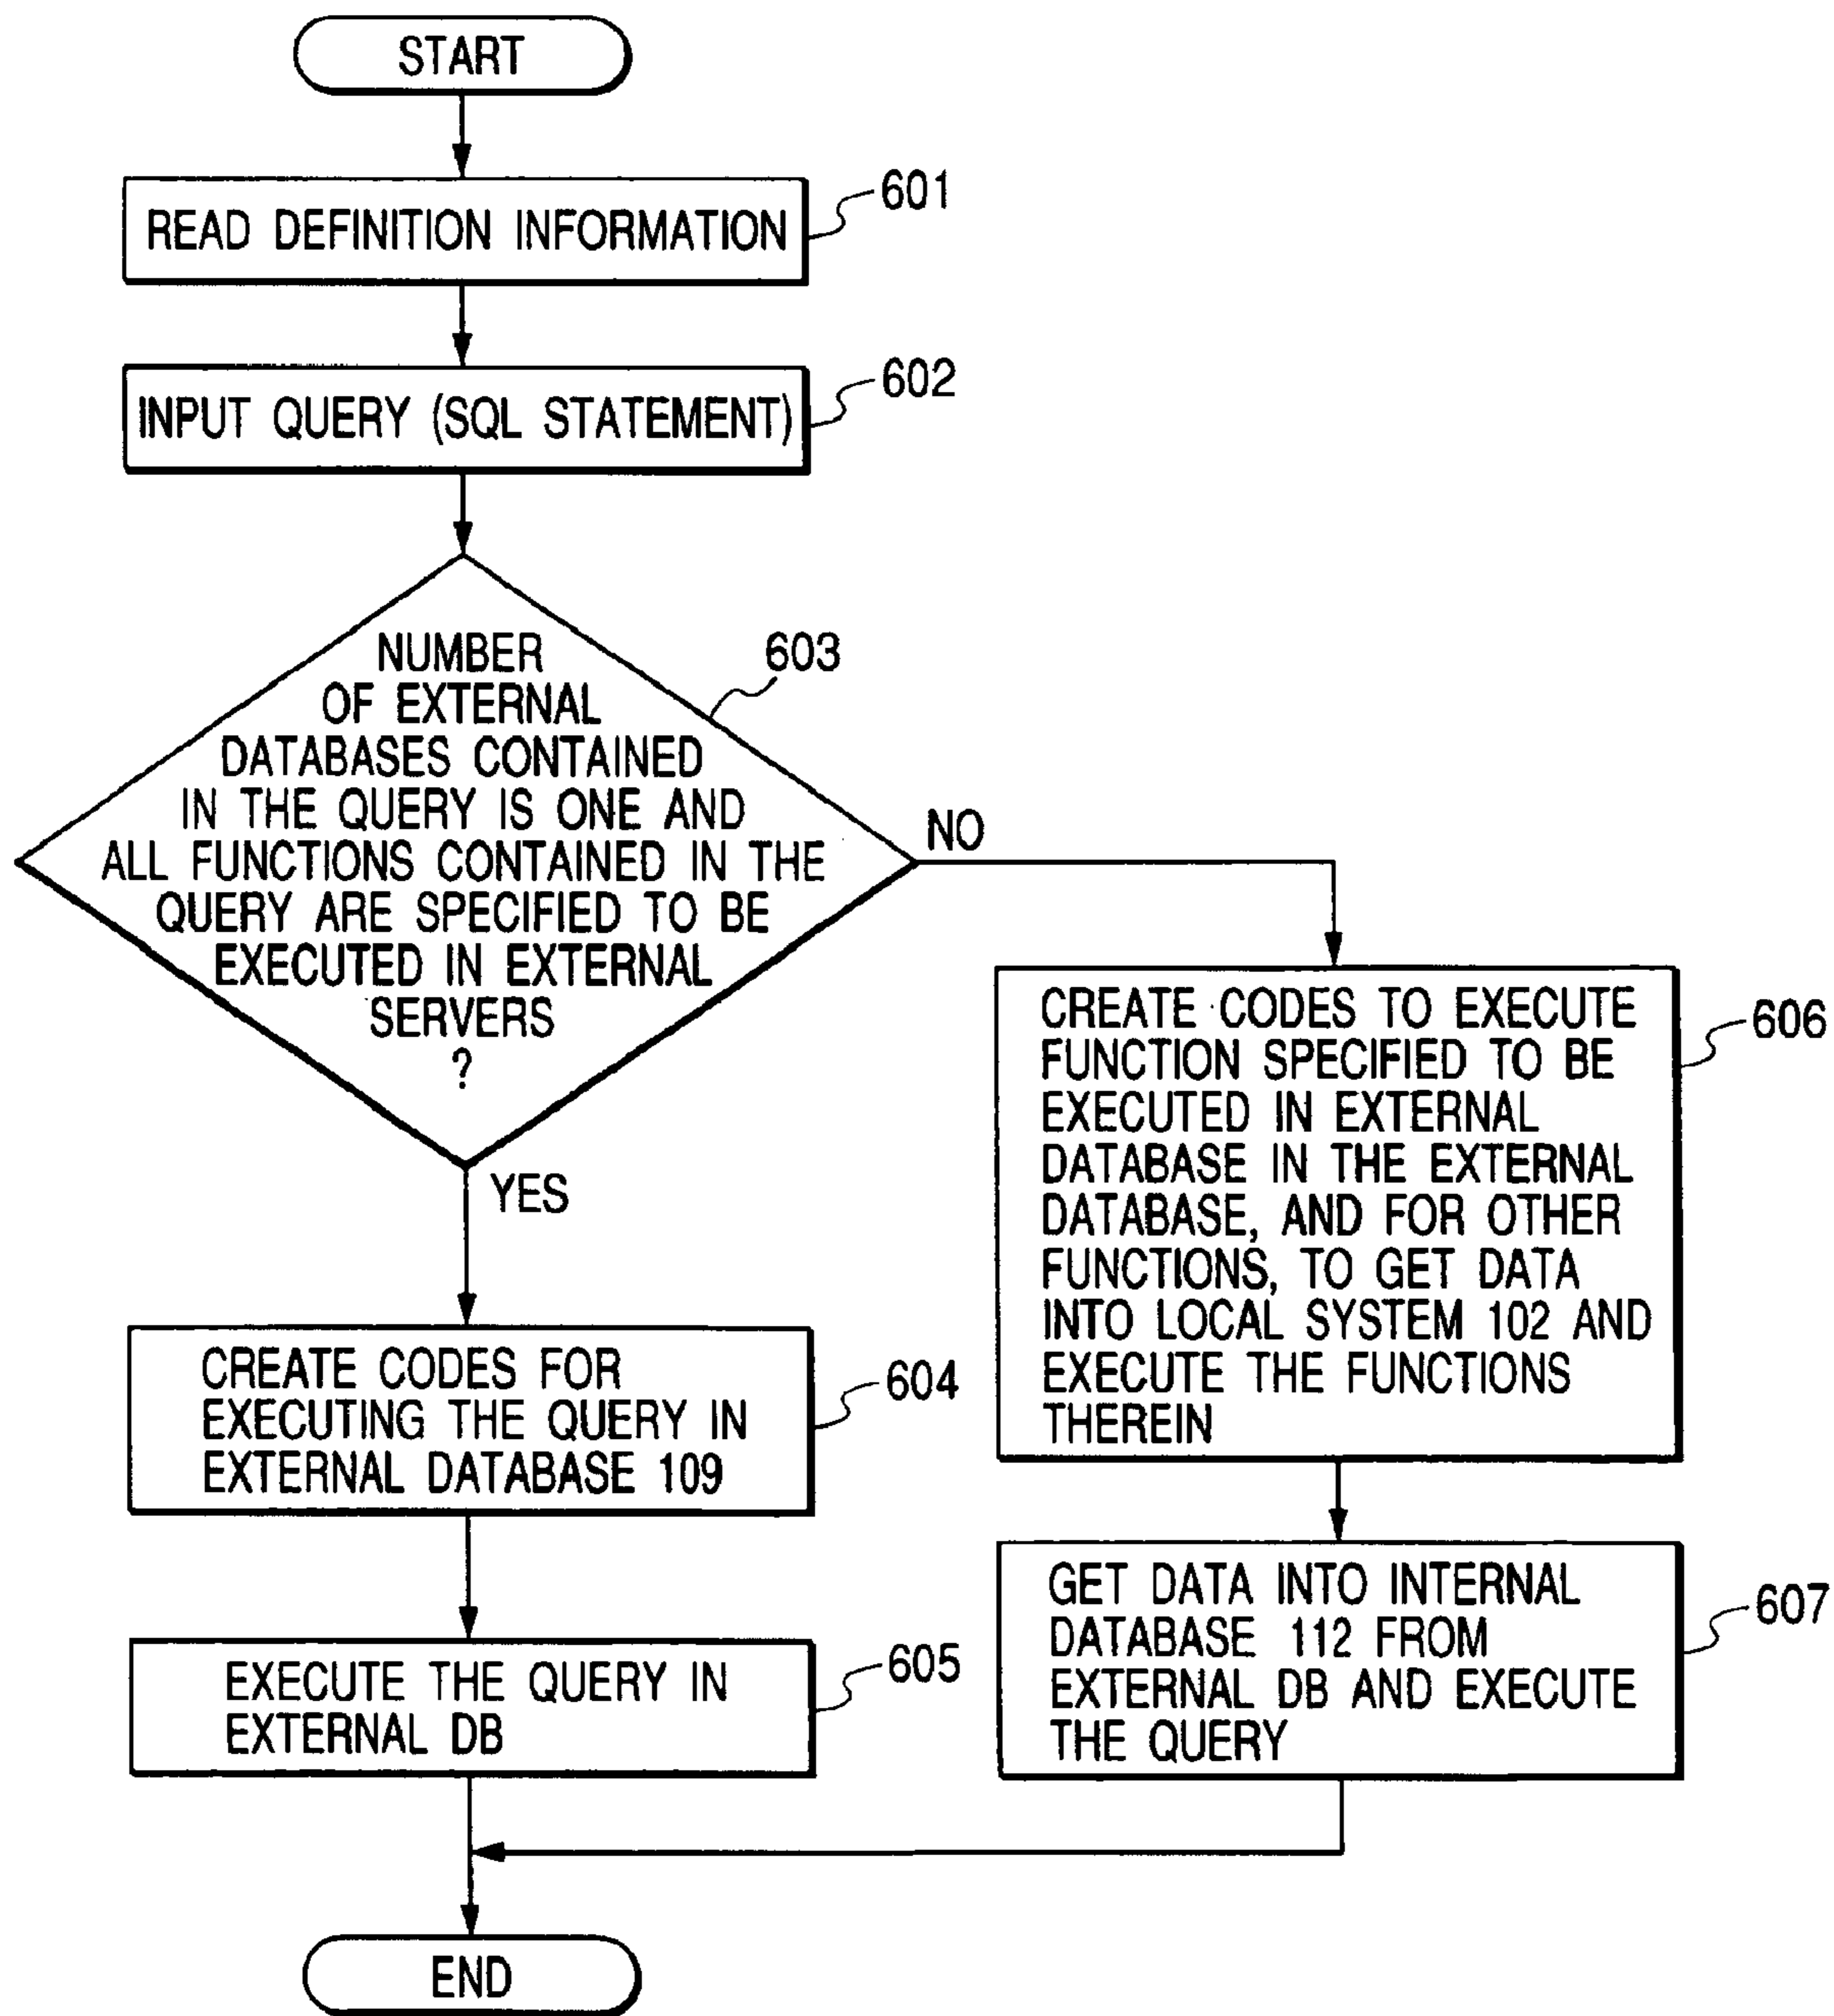 START
READ DEFINITION INFORMATION
601
INPUT QUERY (SQL STATEMENT)
602
NUMBER
OF EXTERNAL
DATABASES CONTAINED
IN THE QUERY IS ONE AND
ALL FUNCTIONS CONTAINED IN THE
QUERY ARE SPECIFIED TO BE
EXECUTED IN EXTERNAL
SERVERS
?
603
NO
YES
CREATE CODES FOR
EXECUTING THE QUERY IN
EXTERNAL DATABASE 109
604
EXECUTE THE QUERY IN
EXTERNAL DB
605
CREATE CODES TO EXECUTE
FUNCTION SPECIFIED TO BE
EXECUTED IN EXTERNAL
DATABASE IN THE EXTERNAL
DATABASE, AND FOR OTHER
FUNCTIONS, TO GET DATA
INTO LOCAL SYSTEM 102 AND
EXECUTE THE FUNCTIONS
THEREIN
606
GET DATA INTO INTERNAL
DATABASE 112 FROM
EXTERNAL DB AND EXECUTE
THE QUERY
607
END